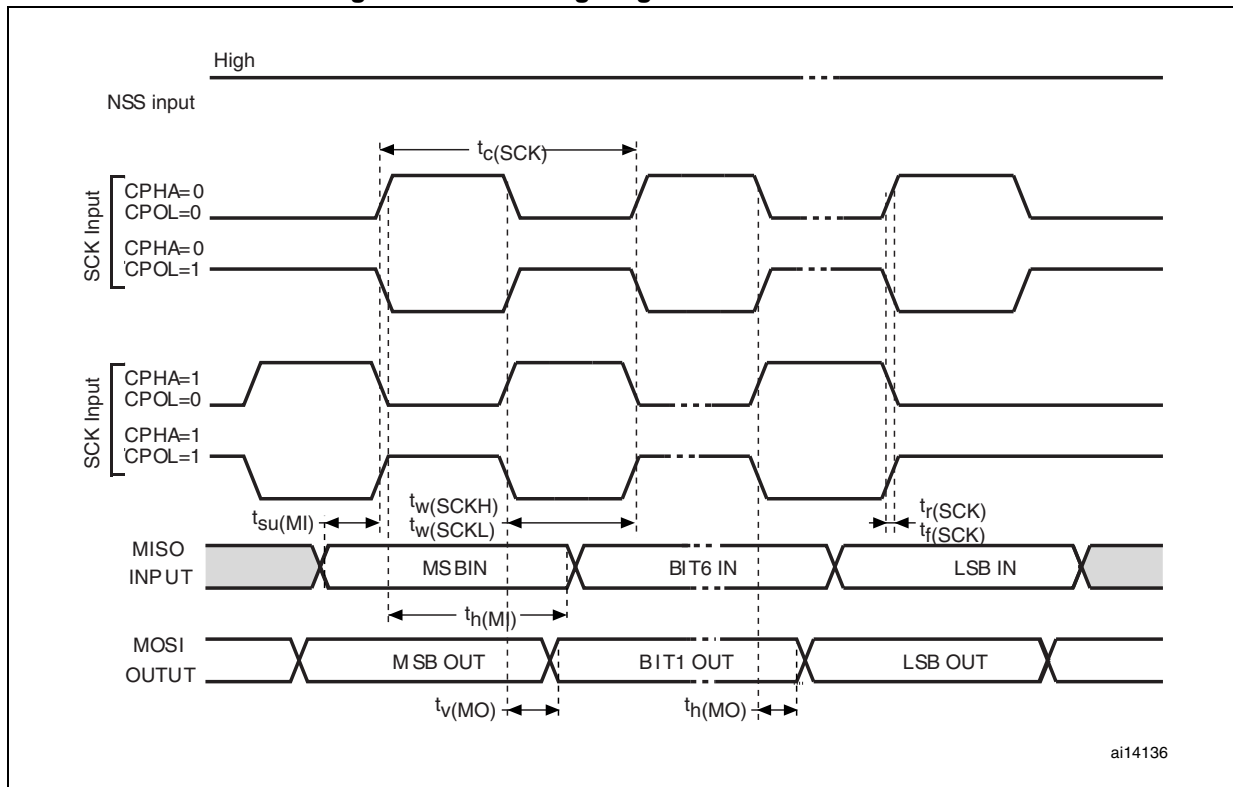 High
NSS input
tc(SCK)
SCK Input
CPHA=0
CPOL=0
CPHA=0
CPOL=1
SCK Input
CPHA=1
CPOL=0
CPHA=1
CPOL=1
tsu(MI)
tw(SCKH)
tw(SCKL)
tr(SCK)
tf(SCK)
MISO
INPUT
MSBIN
BIT6 IN
LSB IN
th(MI)
MOSI
OUTUT
MSB OUT
BIT1 OUT
LSB OUT
tv(MO)
th(MO)
ai14136